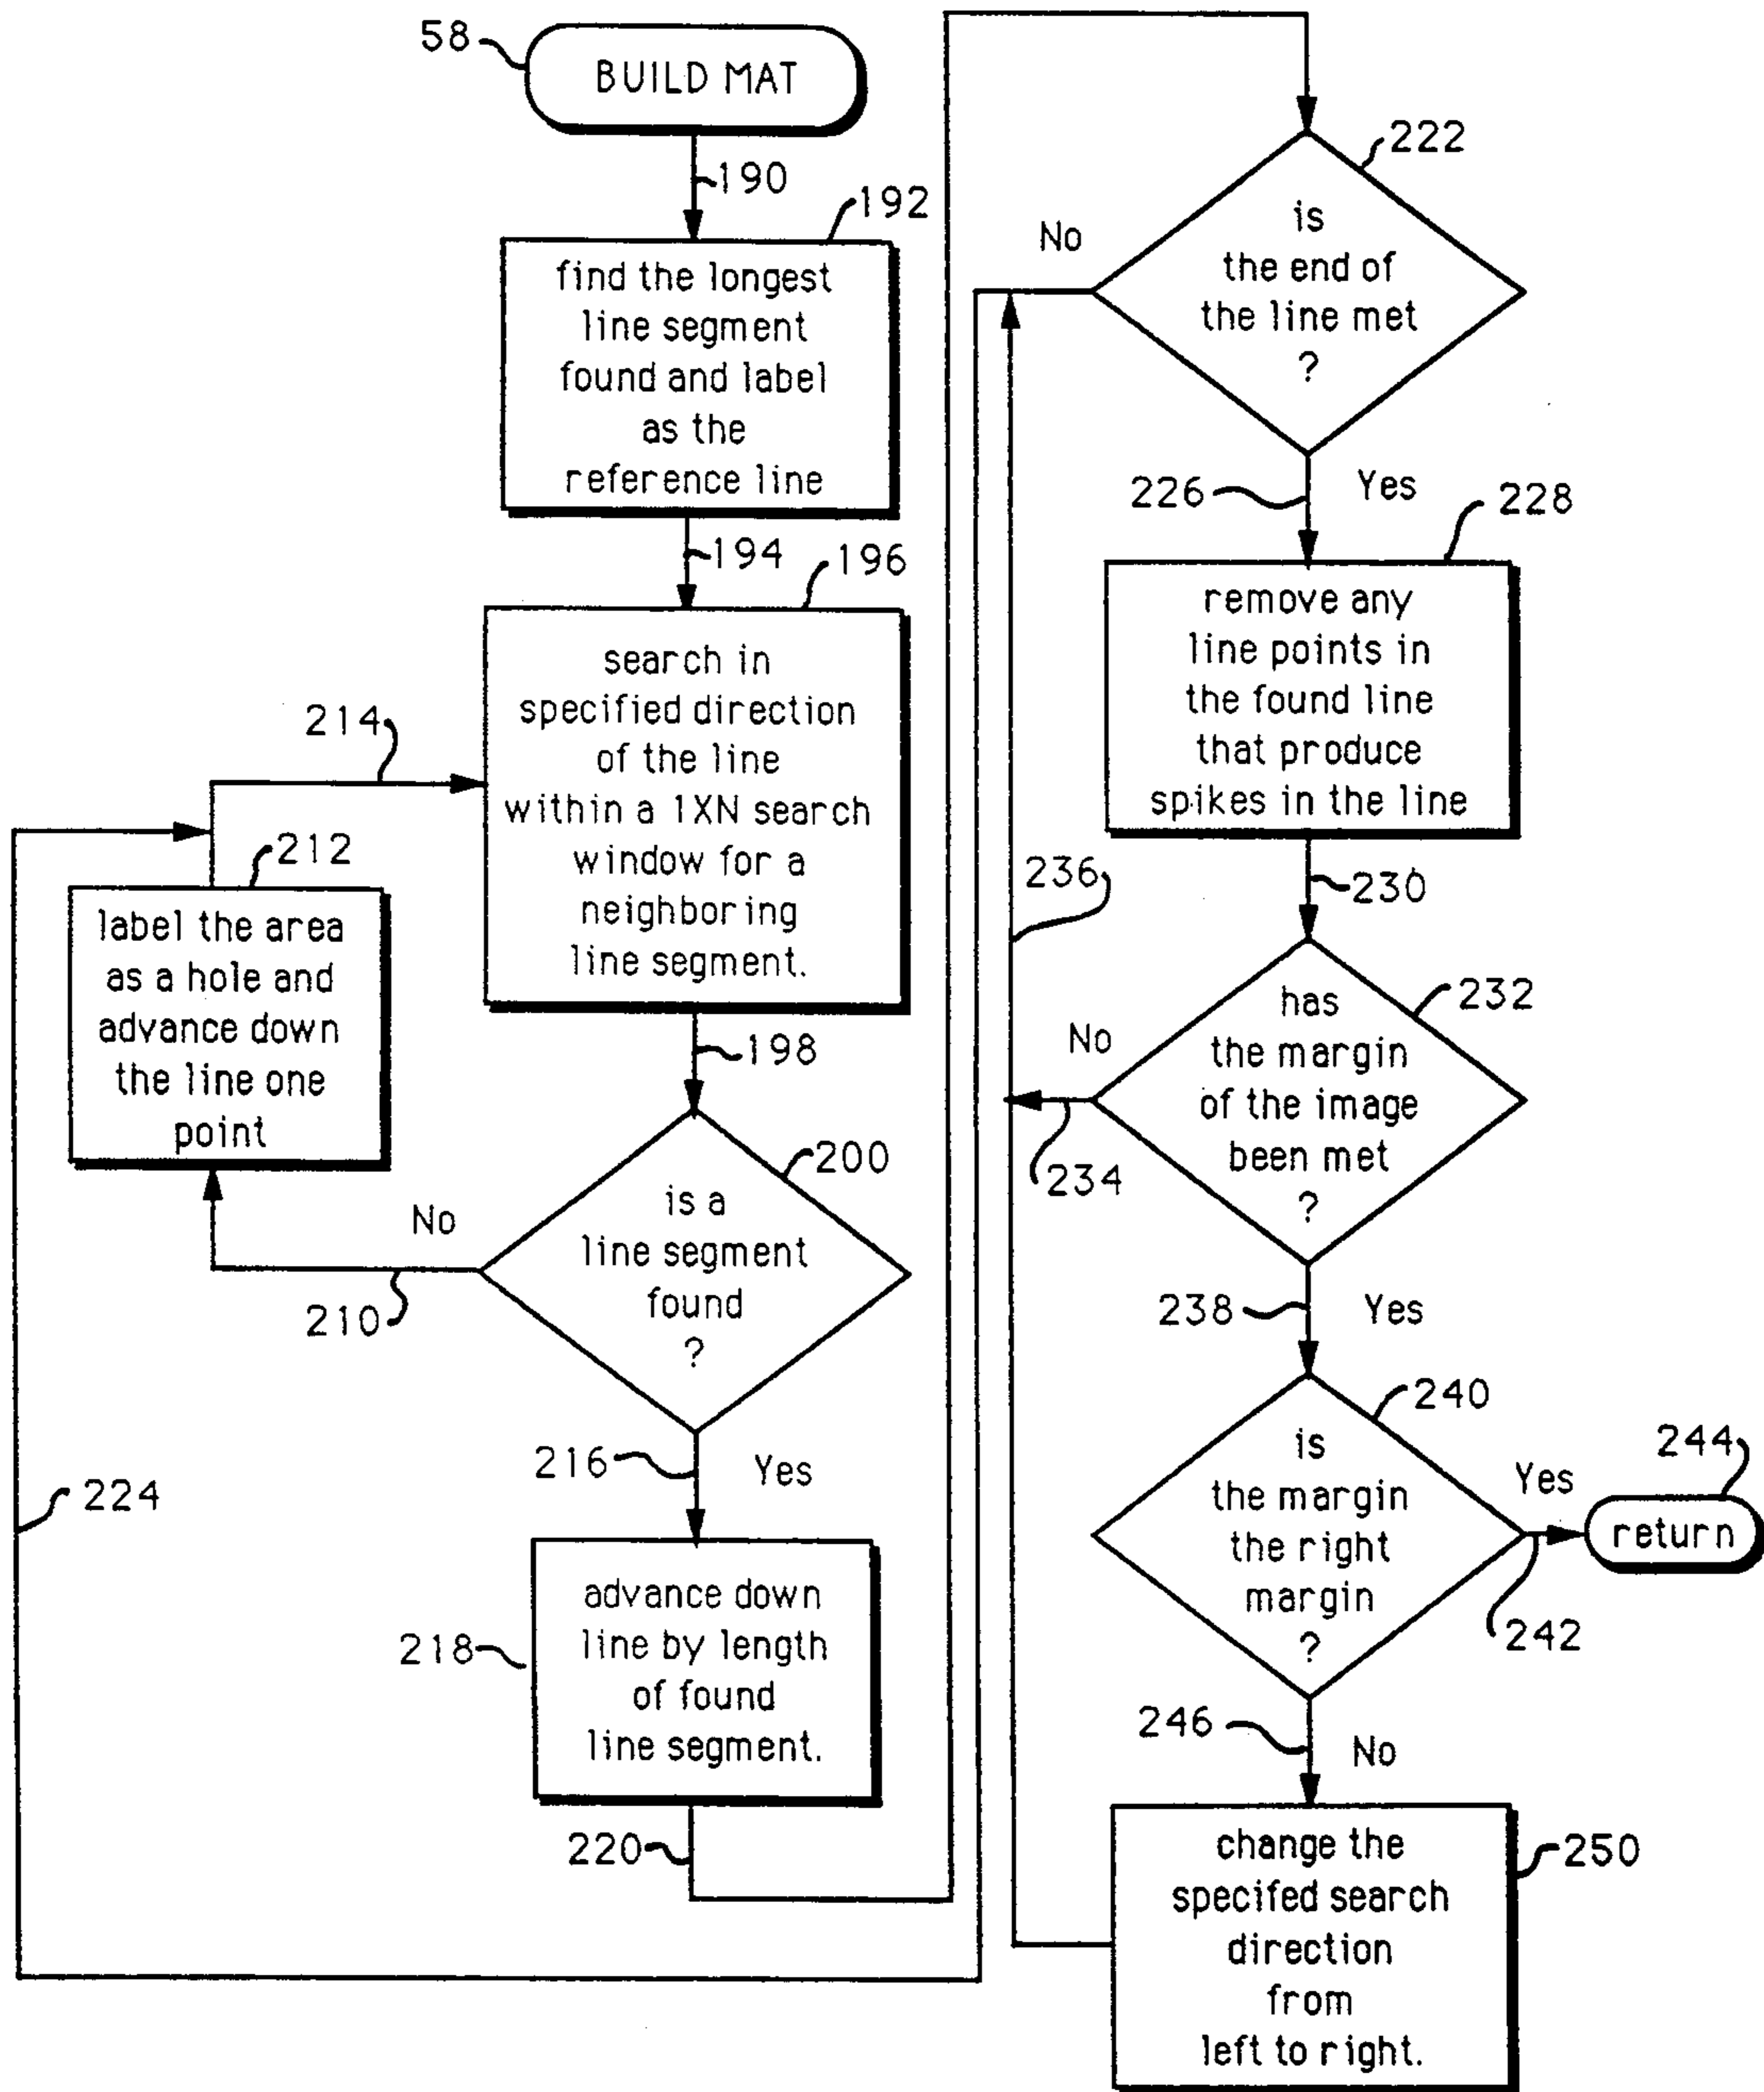 58
BUILD MAT
190
192
find the longest
line segment
found and label
as the
reference line
194
196
search in
specified direction
of the line
within a 1XN search
window for a
neighboring
line segment.
214
212
label the area
as a hole and
advance down
the line one
point
198
200
is a
line segment
found
?
No
210
216
Yes
224
218
advance down
line by length
of found
line segment.
220
222
is
the end of
the line met
?
No
226
Yes
228
remove any
line points in
the found line
that produce
spikes in the line
230
236
232
has
the margin
of the image
been met
?
No
234
238
Yes
240
is
the margin
the right
margin
?
Yes
242
244
return
246
No
250
change the
specifed search
direction
from
left to right.